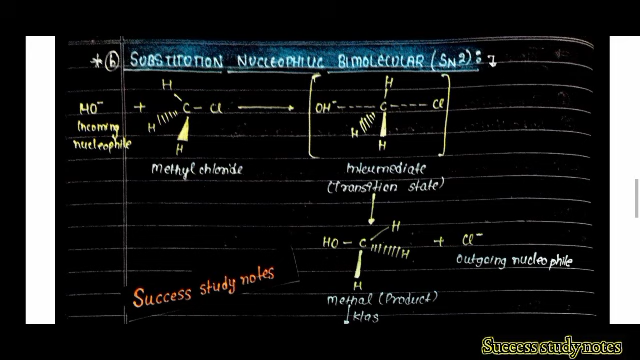 *(b) SUBSTITUTION NUCLEOPHILIC BIMOLECULAR (SN2):↓
H H
HO⁻ + C — Cl → OH⁻ ---- C ---- Cl
H H
H H
Incoming
nucleophile
methyl chloride
Intermediate
(Transition state)
H
HO — C H + Cl⁻
H
Outgoing nucleophile
Success study notes
(Product)
Success study notes